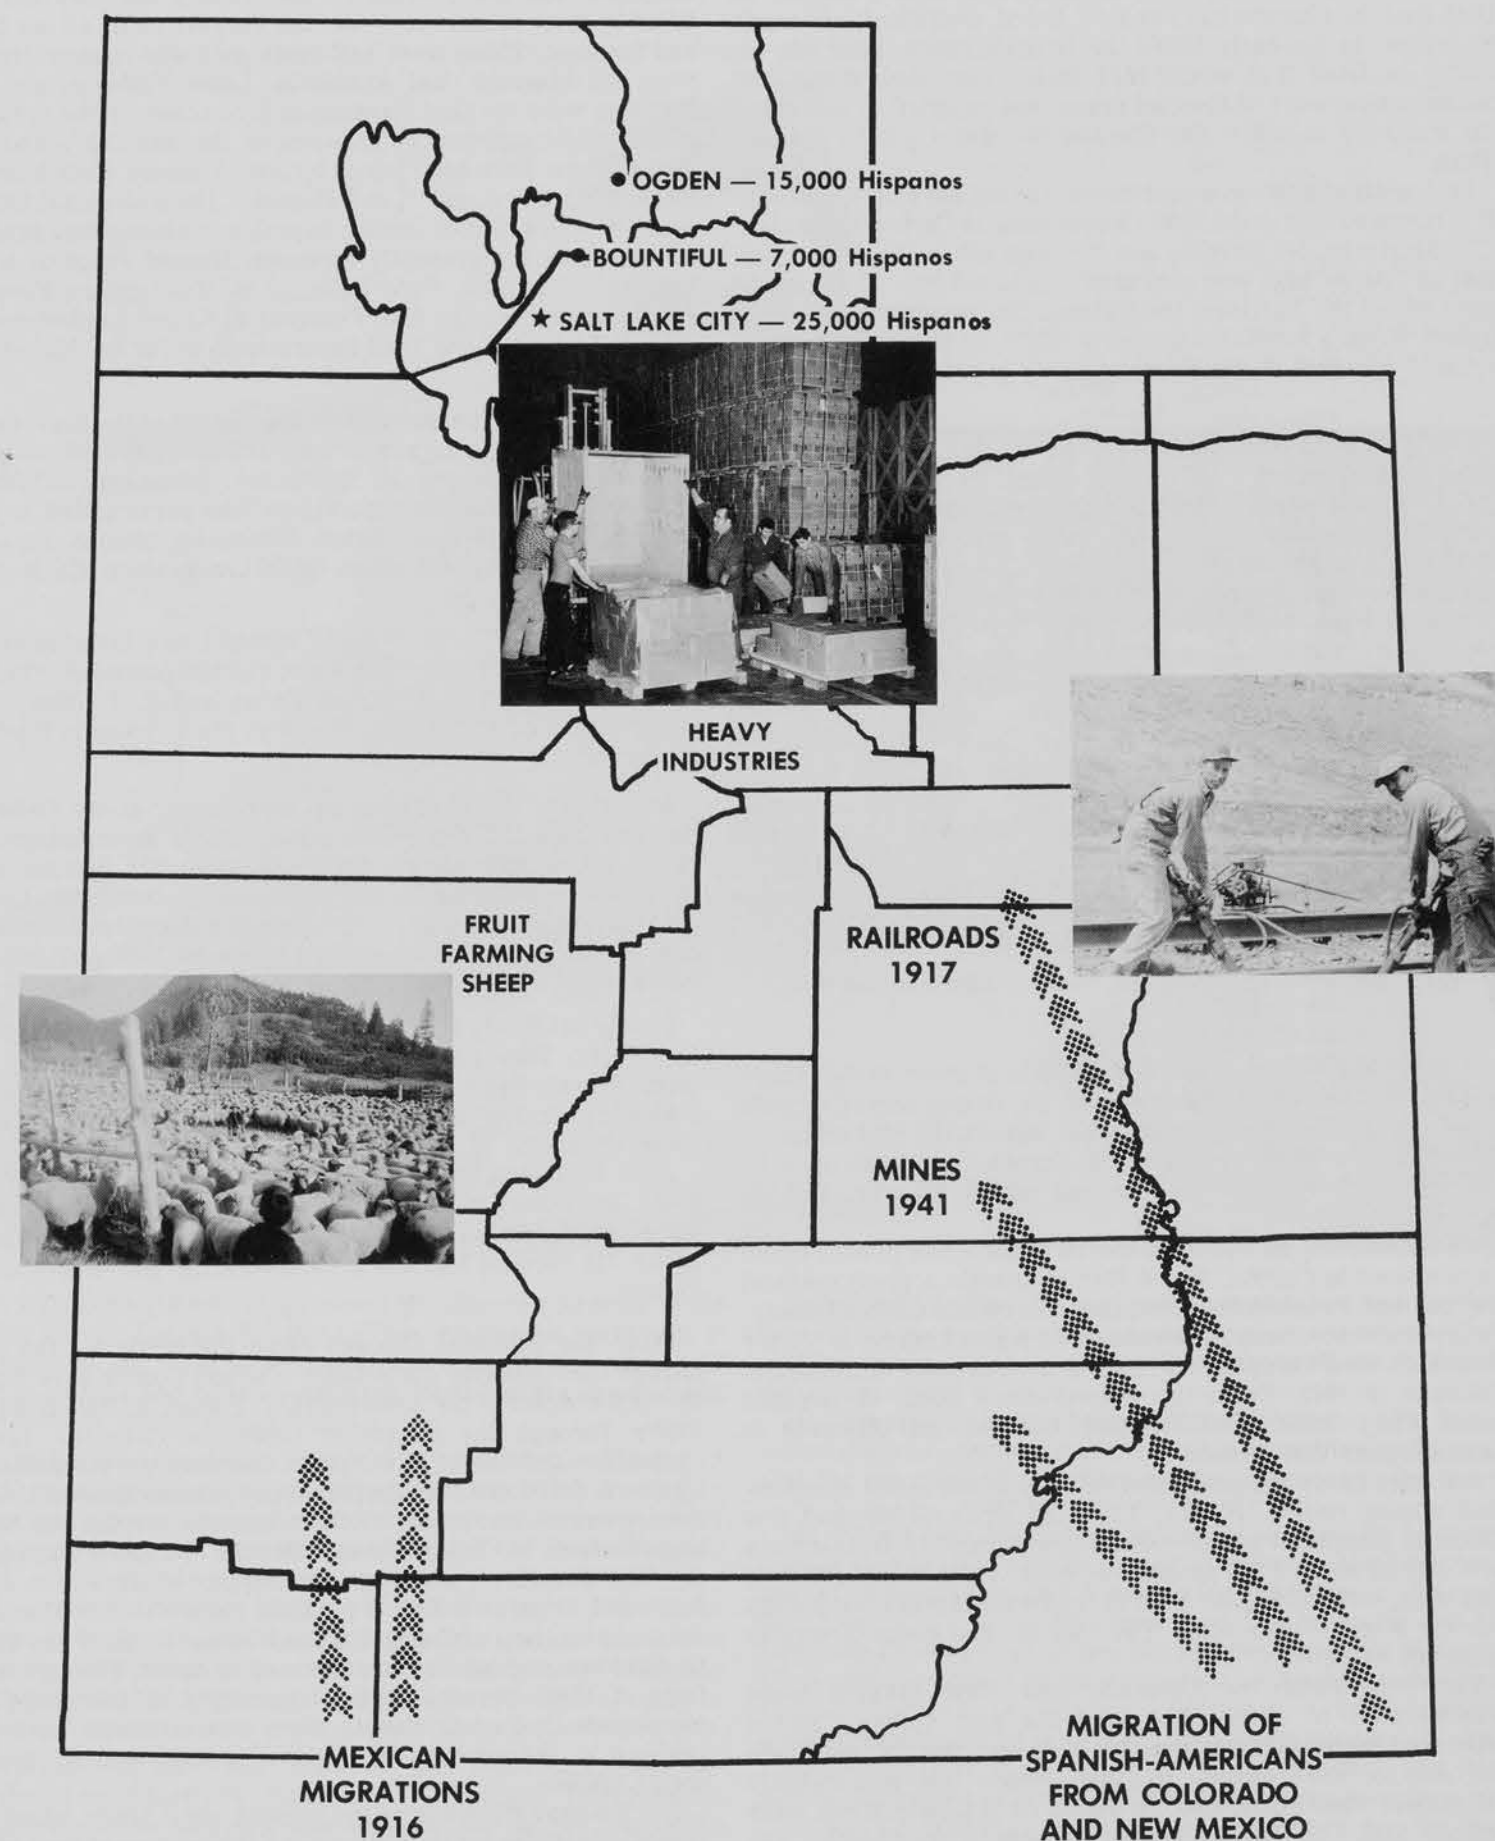 OGDEN — 15,000 Hispanos
BOUNTIFUL — 7,000 Hispanos
SALT LAKE CITY — 25,000 Hispanos
HEAVY
INDUSTRIES
FRUIT
FARMING
SHEEP
RAILROADS
1917
MINES
1941
MEXICAN
MIGRATIONS
1916
MIGRATION OF
SPANISH-AMERICANS
FROM COLORADO
AND NEW MEXICO